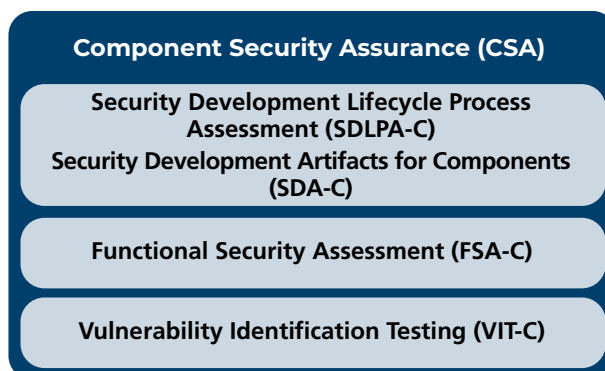 Component Security Assurance (CSA)
Security Development Lifecycle Process
Assessment (SDLPA-C)
Security Development Artifacts for Components
(SDA-C)
Functional Security Assessment (FSA-C)
Vulnerability Identification Testing (VIT-C)